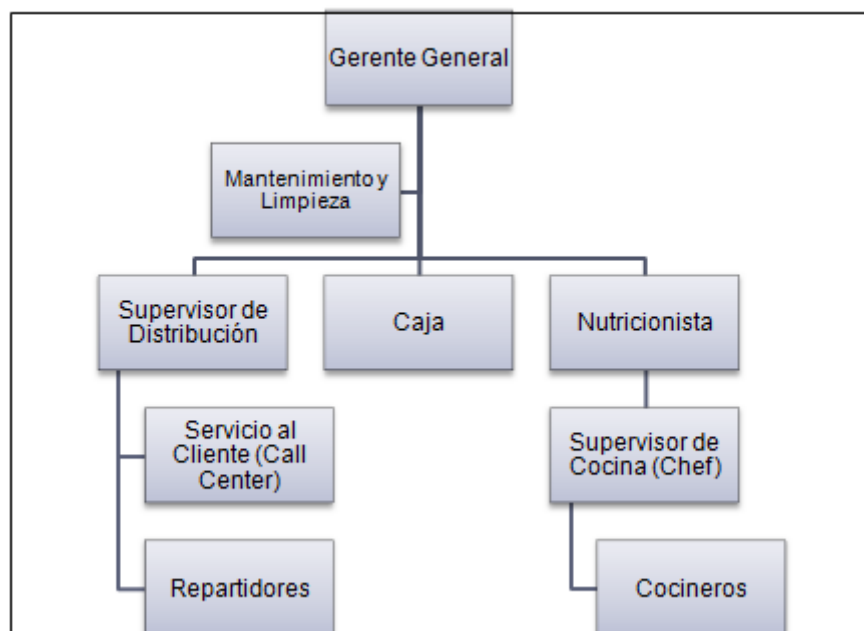 Gerente General
Mantenimiento y
Limpieza
Supervisor de
Distribución
Caja
Nutricionista
Servicio al
Cliente (Call
Center)
Supervisor de
Cocina (Chef)
Repartidores
Cocineros